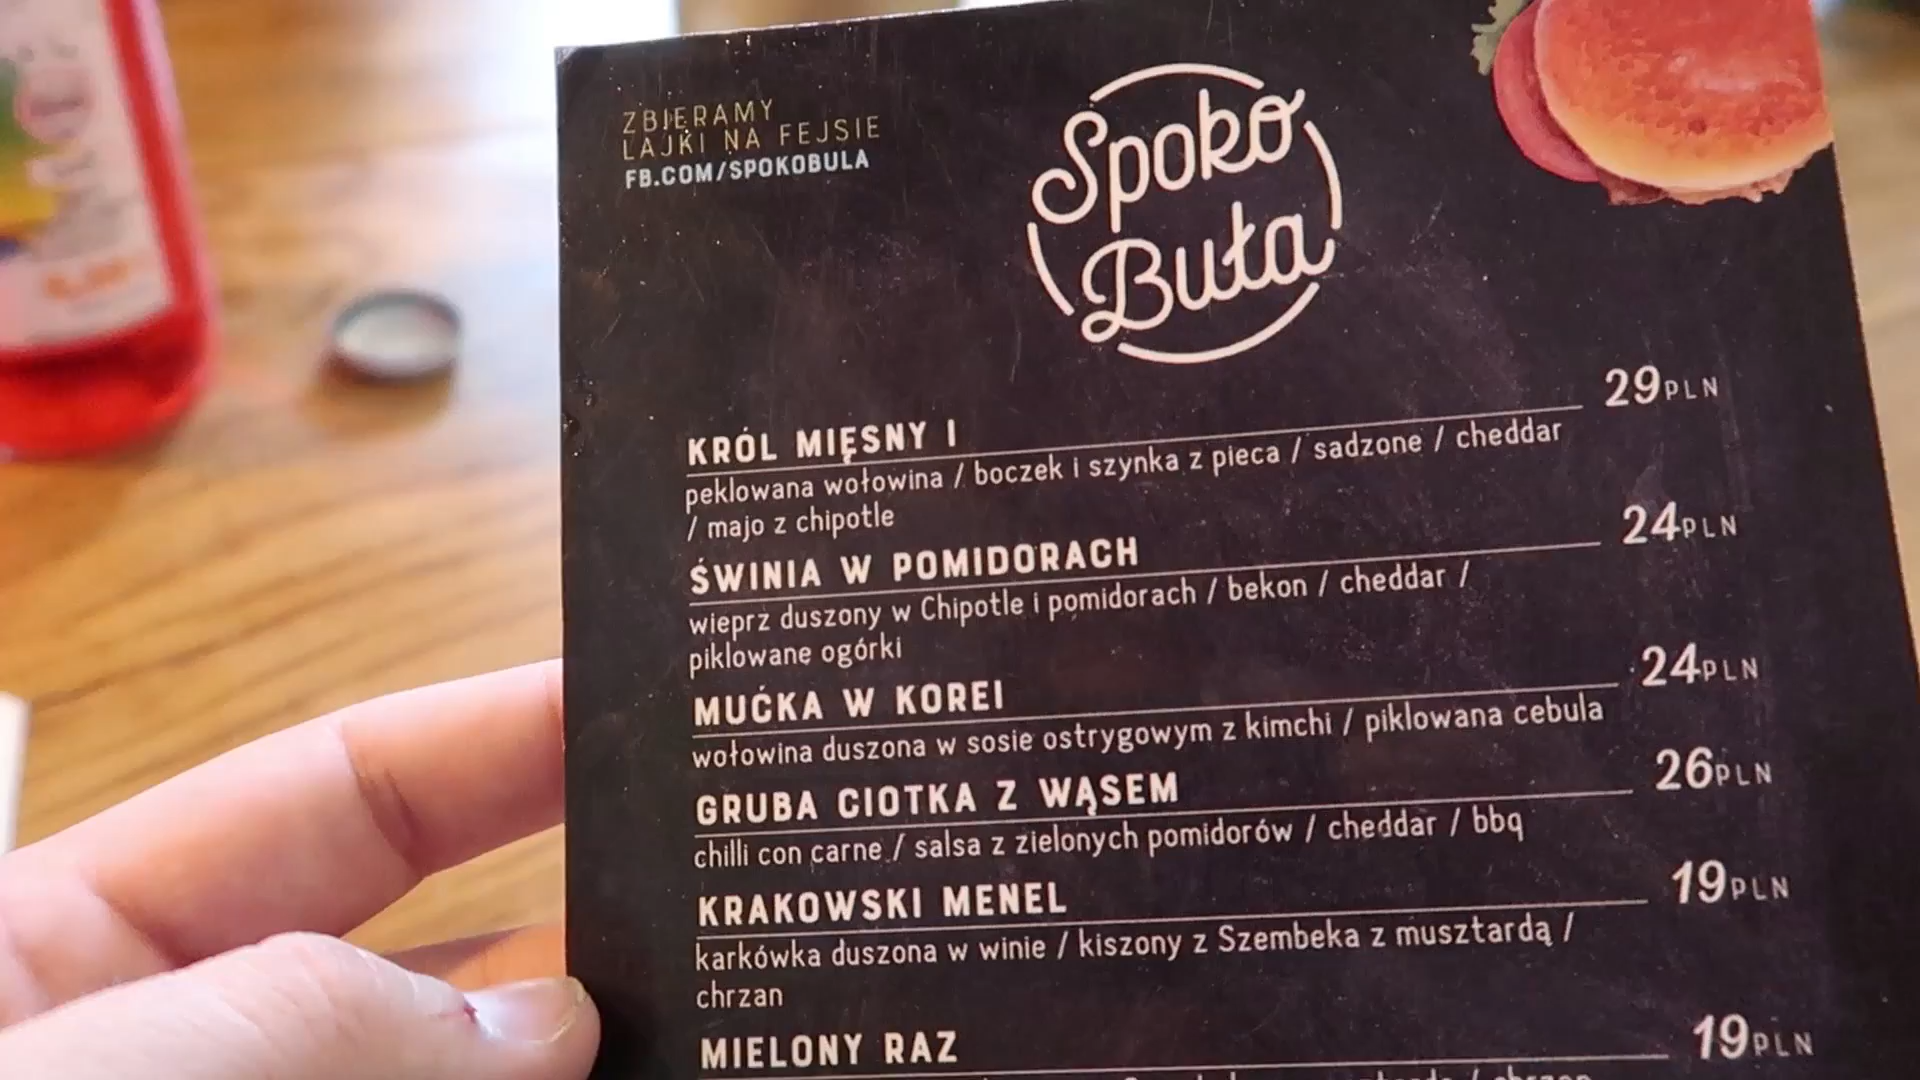 ZBIERAMY
LAJKI NA FEJSIE
FB.COM/SPOKOBULA
Spoko
Buła
KRÓL MIĘSNY I 29PLN
peklowana wołowina / boczek i szynka z pieca / sadzone / cheddar
/ majo z chipotle
ŚWINIA W POMIDORACH 24PLN
wieprz duszony w Chipotle i pomidorach / bekon / cheddar /
piklowane ogórki
MUĆKA W KOREI 24PLN
wołowina duszona w sosie ostrygowym z kimchi / piklowana cebula
GRUBA CIOTKA Z WĄSEM 26PLN
chilli con carne / salsa z zielonych pomidorów / cheddar / bbq
KRAKOWSKI MENEL 19PLN
karkówka duszona w winie / kiszony z Szembeka z musztardą /
chrzan
MIELONY RAZ 19PLN